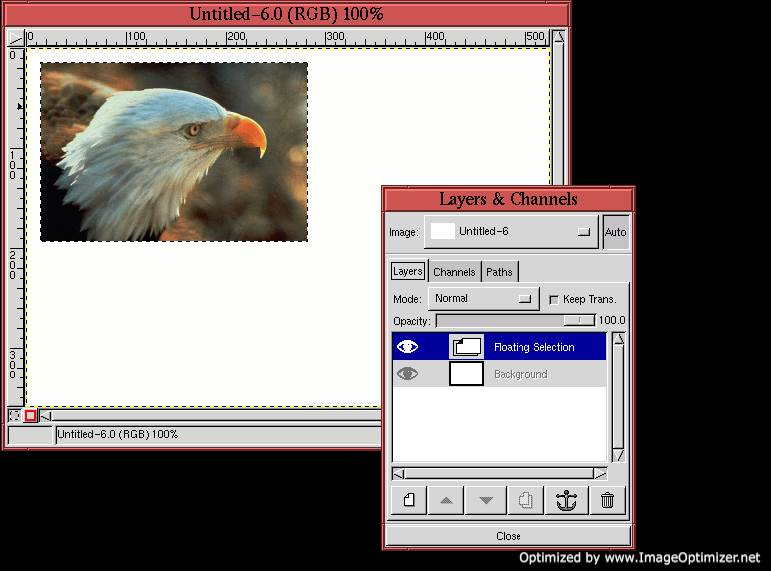 Untitled-6.0 (RGB) 100%
0 100 200 300 400 500
0
100
200
300
Layers & Channels
Image: Untitled-6 Auto
Layers Channels Paths
Mode: Normal Keep Trans.
Opacity: 100.0
Floating Selection
Background
Untitled-6.0 (RGB) 100%
Close
Optimized by www.ImageOptimizer.net